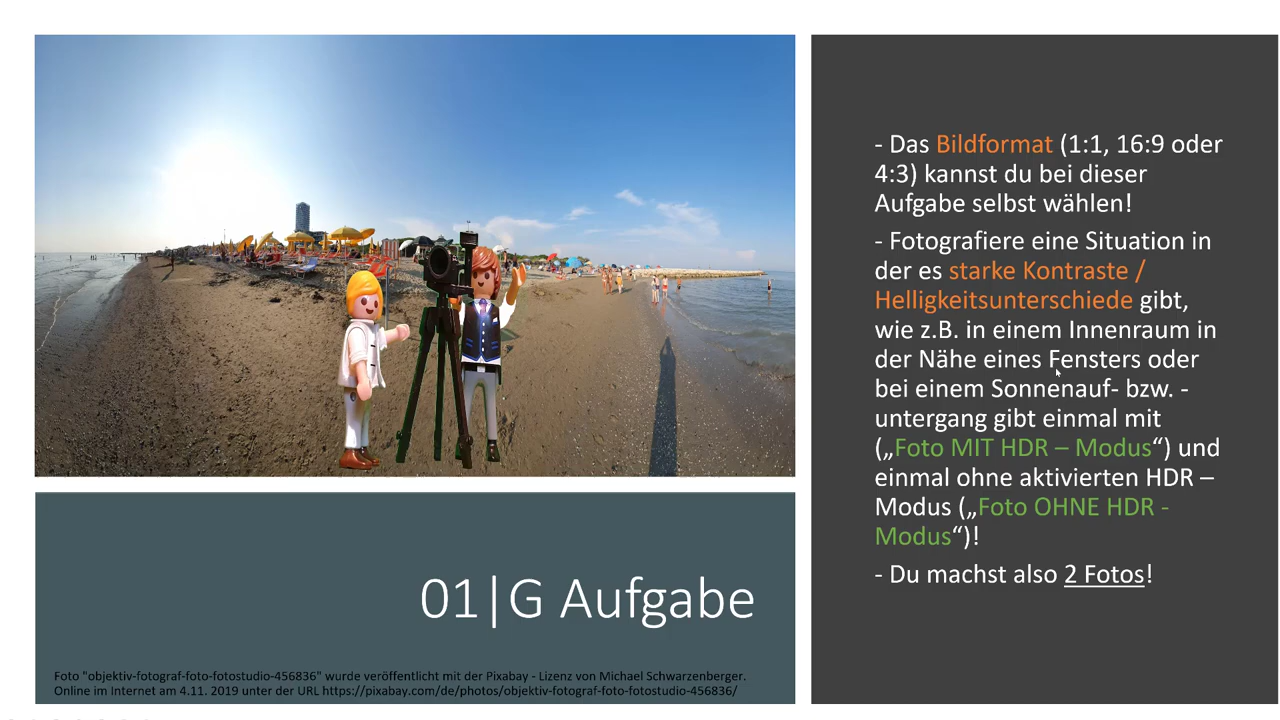 - Das Bildformat (1:1, 16:9 oder
4:3) kannst du bei dieser
Aufgabe selbst wählen!
- Fotografiere eine Situation in
der es starke Kontraste /
Helligkeitsunterschiede gibt,
wie z.B. in einem Innenraum in
der Nähe eines Fensters oder
bei einem Sonnenauf- bzw. -
untergang gibt einmal mit
(„Foto MIT HDR – Modus“) und
einmal ohne aktivierten HDR –
Modus („Foto OHNE HDR -
Modus“)!
- Du machst also 2 Fotos!
01|G Aufgabe
Foto "objektiv-fotograf-foto-fotostudio-456836" wurde veröffentlicht mit der Pixabay - Lizenz von Michael Schwarzenberger.
Online im Internet am 4.11. 2019 unter der URL https://pixabay.com/de/photos/objektiv-fotograf-foto-fotostudio-456836/